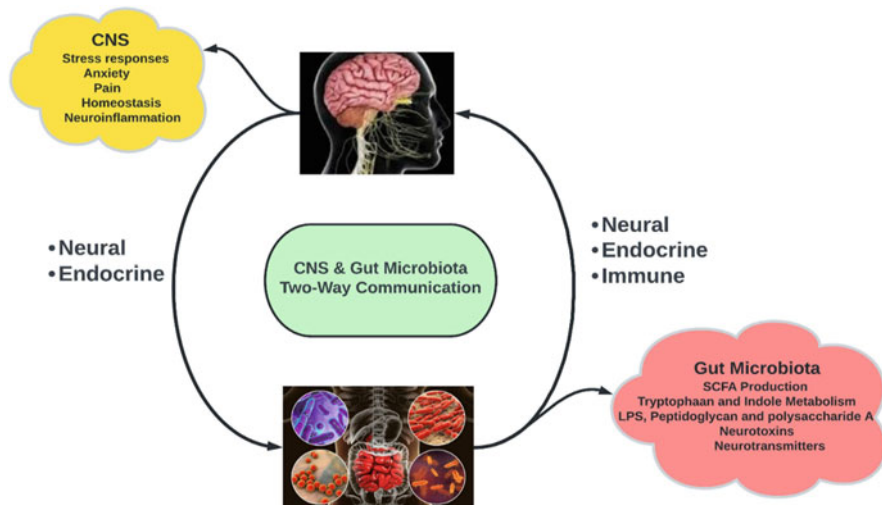 CNS
Stress responses
Anxiety
Pain
Homeostasis
Neuroinflammation
•Neural
•Endocrine
CNS & Gut Microbiota
Two-Way Communication
•Neural
•Endocrine
•Immune
Gut Microbiota
SCFA Production
Tryptophaan and Indole Metabolism
LPS, Peptidoglycan and polysaccharide A
Neurotoxins
Neurotransmitters